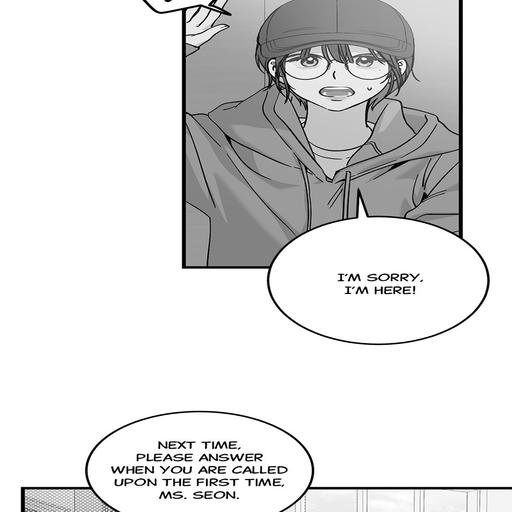 I'M SORRY,
I'M HERE!
NEXT TIME,
PLEASE ANSWER
WHEN YOU ARE CALLED
UPON THE FIRST TIME,
MS. SEON.